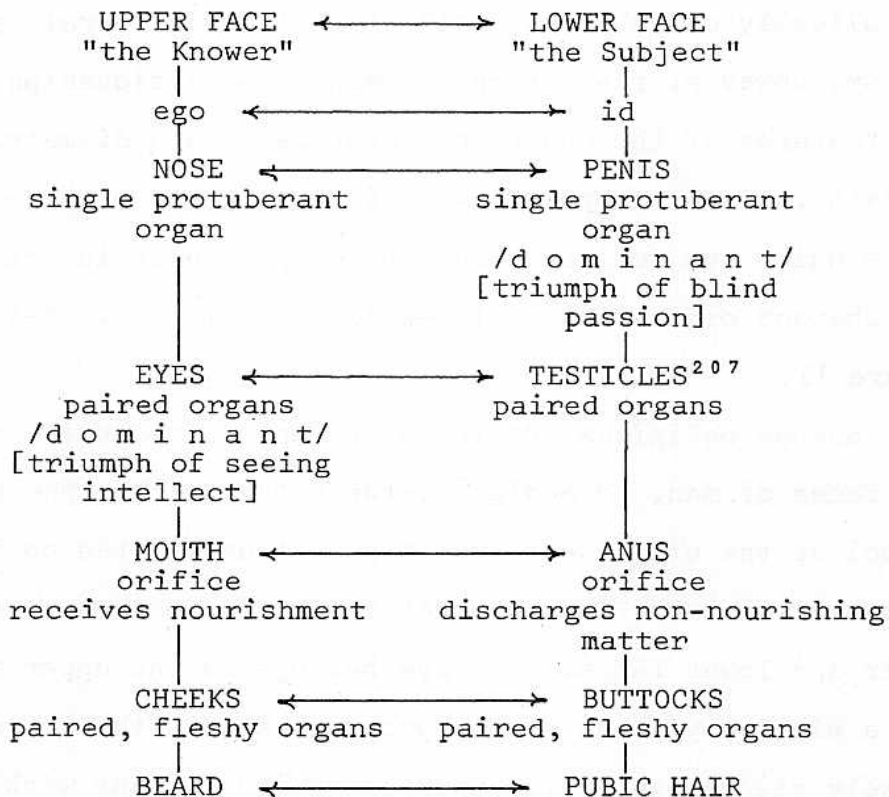 UPPER FACE LOWER FACE
"the Knower" "the Subject"
ego id
NOSE PENIS
single protuberant single protuberant
organ organ
/d o m i n a n t/
[triumph of blind
passion]
EYES TESTICLES²⁰⁷
paired organs paired organs
/d o m i n a n t/
[triumph of seeing
intellect]
MOUTH ANUS
orifice orifice
receives nourishment discharges non-nourishing
matter
CHEEKS BUTTOCKS
paired, fleshy organs paired, fleshy organs
BEARD PUBIC HAIR